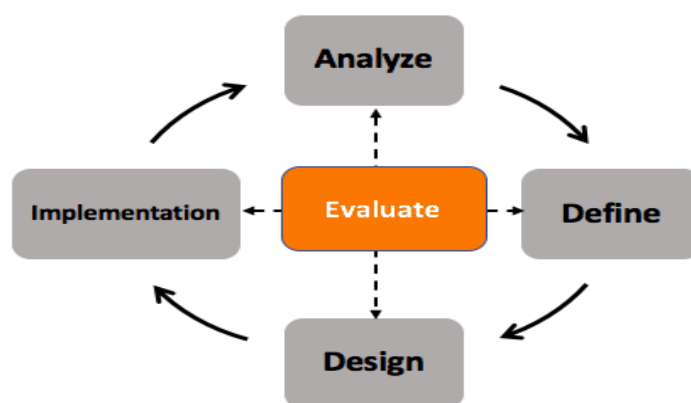 Analyze
Implementation
Evaluate
Define
Design